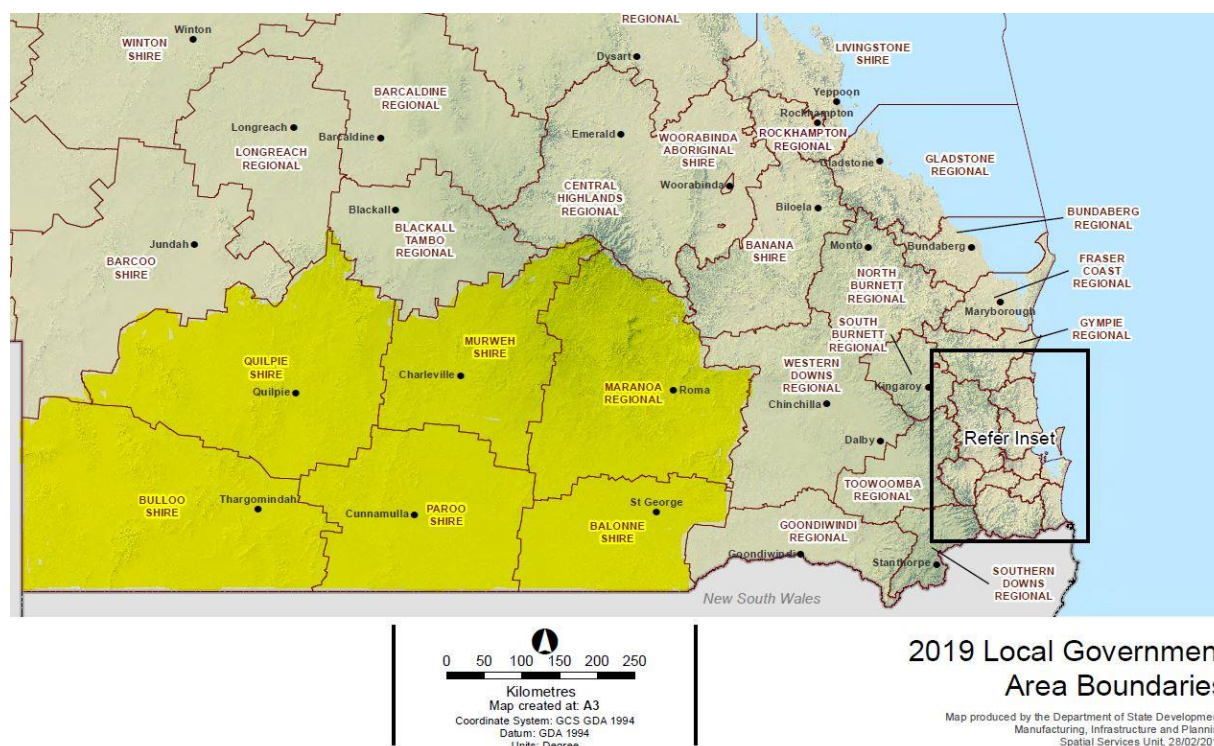 REGIONAL
WINTON
SHIRE
Winton
Dysart
LIVINGSTONE
SHIRE
BARCALDINE
REGIONAL
Yeppoon
Rockhampton
ROCKHAMPTON
REGIONAL
Longreach
LONGREACH
REGIONAL
Barcaldine
Emerald
WOORABINDA
ABORIGINAL
SHIRE
Gladstone
GLADSTONE
REGIONAL
Woorabinda
CENTRAL
HIGHLANDS
REGIONAL
Blackall
BLACKALL
TAMBO
REGIONAL
Biloela
BUNDABERG
REGIONAL
Jundah
BARCOO
SHIRE
BANANA
SHIRE
Monto
Bundaberg
FRASER
COAST
REGIONAL
NORTH
BURNETT
REGIONAL
Maryborough
GYMPIE
REGIONAL
SOUTH
BURNETT
REGIONAL
QUILPIE
SHIRE
Quilpie
MURWEH
SHIRE
Charleville
MARANOA
REGIONAL
Roma
WESTERN
DOWNS
REGIONAL
Chinchilla
Kingaroy
Refer Inset
Dalby
TOOWOOMBA
REGIONAL
BULLOO
SHIRE
Thargomindah
Cunnamulla
PAROO
SHIRE
St George
BALONNE
SHIRE
GOONDIWINDI
REGIONAL
Goondiwindi
Stanthorpe
SOUTHERN
DOWNS
REGIONAL
New South Wales
0 50 100 150 200 250
Kilometres
Map created at: A3
Coordinate System: GCS GDA 1994
Datum: GDA 1994
Units: Degree
2019 Local Governmen
Area Boundaries
Map produced by the Department of State Developmen
Manufacturing, Infrastructure and Plannin
Spatial Services Unit, 28/02/201